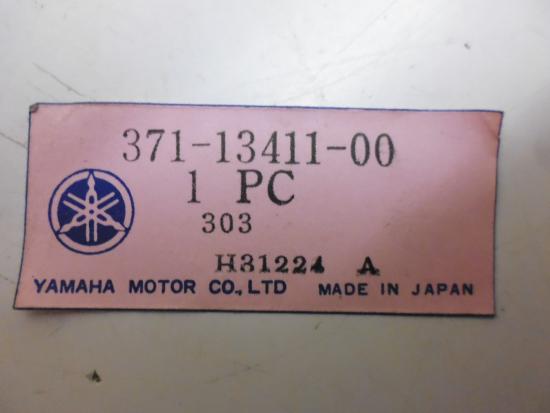 371-13411-00
1 PC
303
H31224 A
YAMAHA MOTOR CO., LTD MADE IN JAPAN